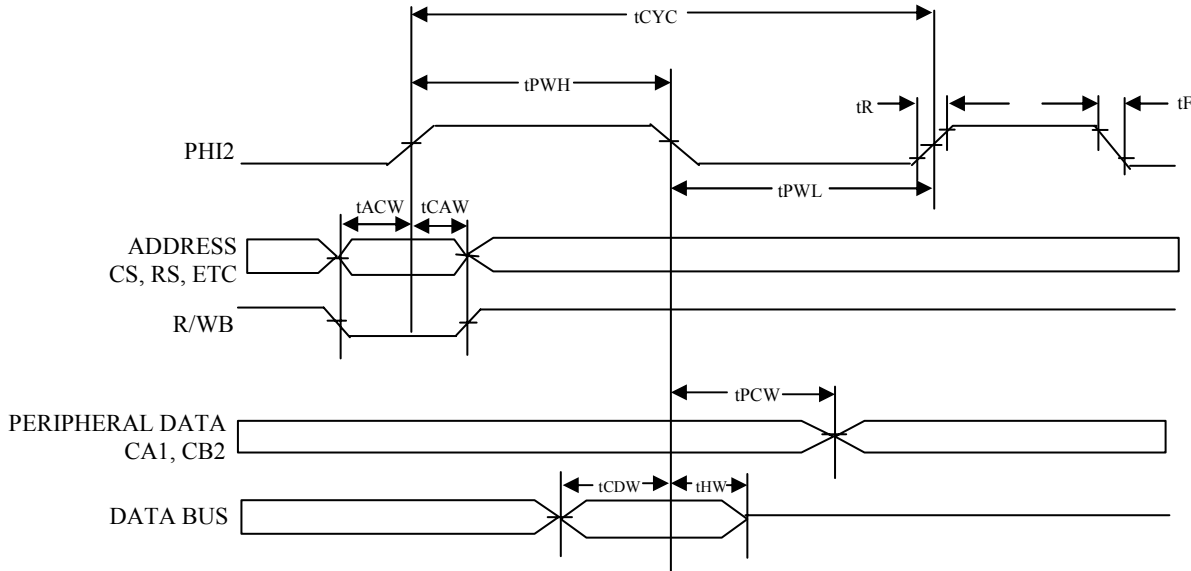 tCYC
tPWH
tR
tF
PHI2
tPWL
tACW
tCAW
ADDRESS
CS, RS, ETC
R/WB
tPCW
PERIPHERAL DATA
CA1, CB2
tCDW
tHW
DATA BUS